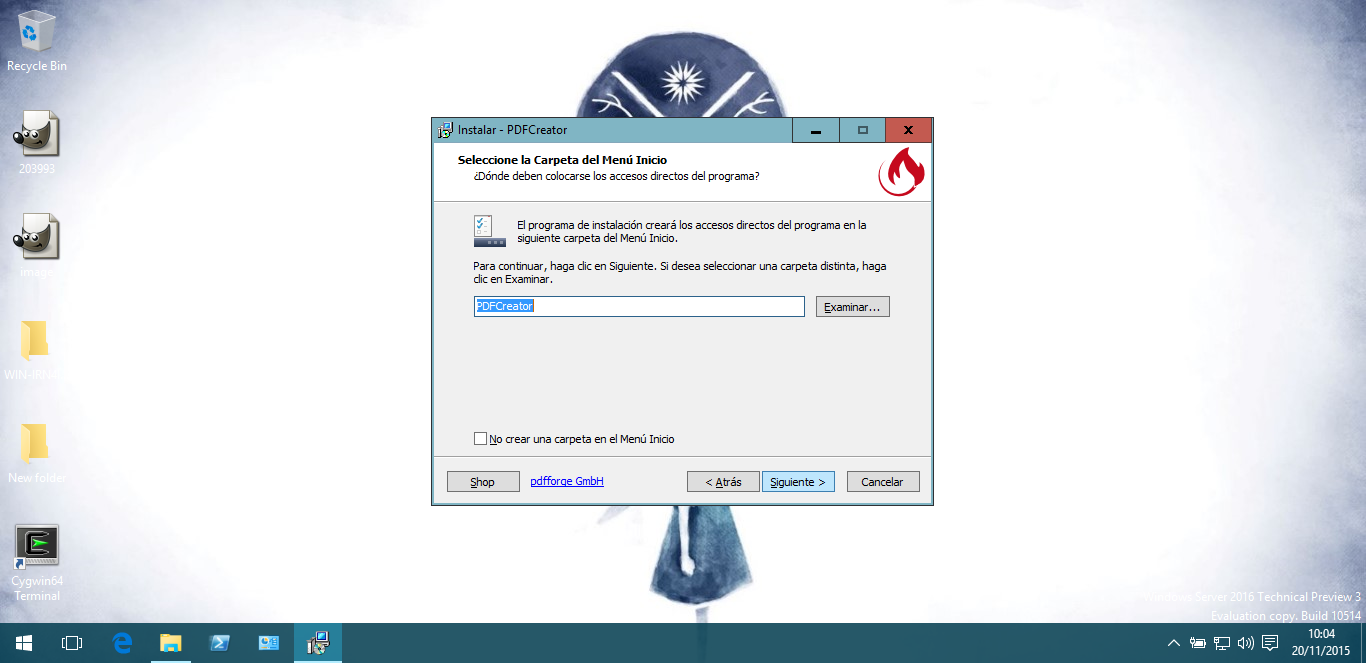 Recycle Bin
203993
image
New folder
Cygwin64
Terminal
Instalar - PDFCreator
Seleccione la Carpeta del Menú Inicio
¿Dónde deben colocarse los accesos directos del programa?
El programa de instalación creará los accesos directos del programa en la
siguiente carpeta del Menú Inicio.
Para continuar, haga clic en Siguiente. Si desea seleccionar una carpeta distinta, haga
clic en Examinar.
PDFCreator
Examinar...
No crear una carpeta en el Menú Inicio
Shop
pdfforge GmbH
< Atrás
Siguiente >
Cancelar
Windows Server 2016 Technical Preview 3
Evaluation copy. Build 10514
10:04
20/11/2015